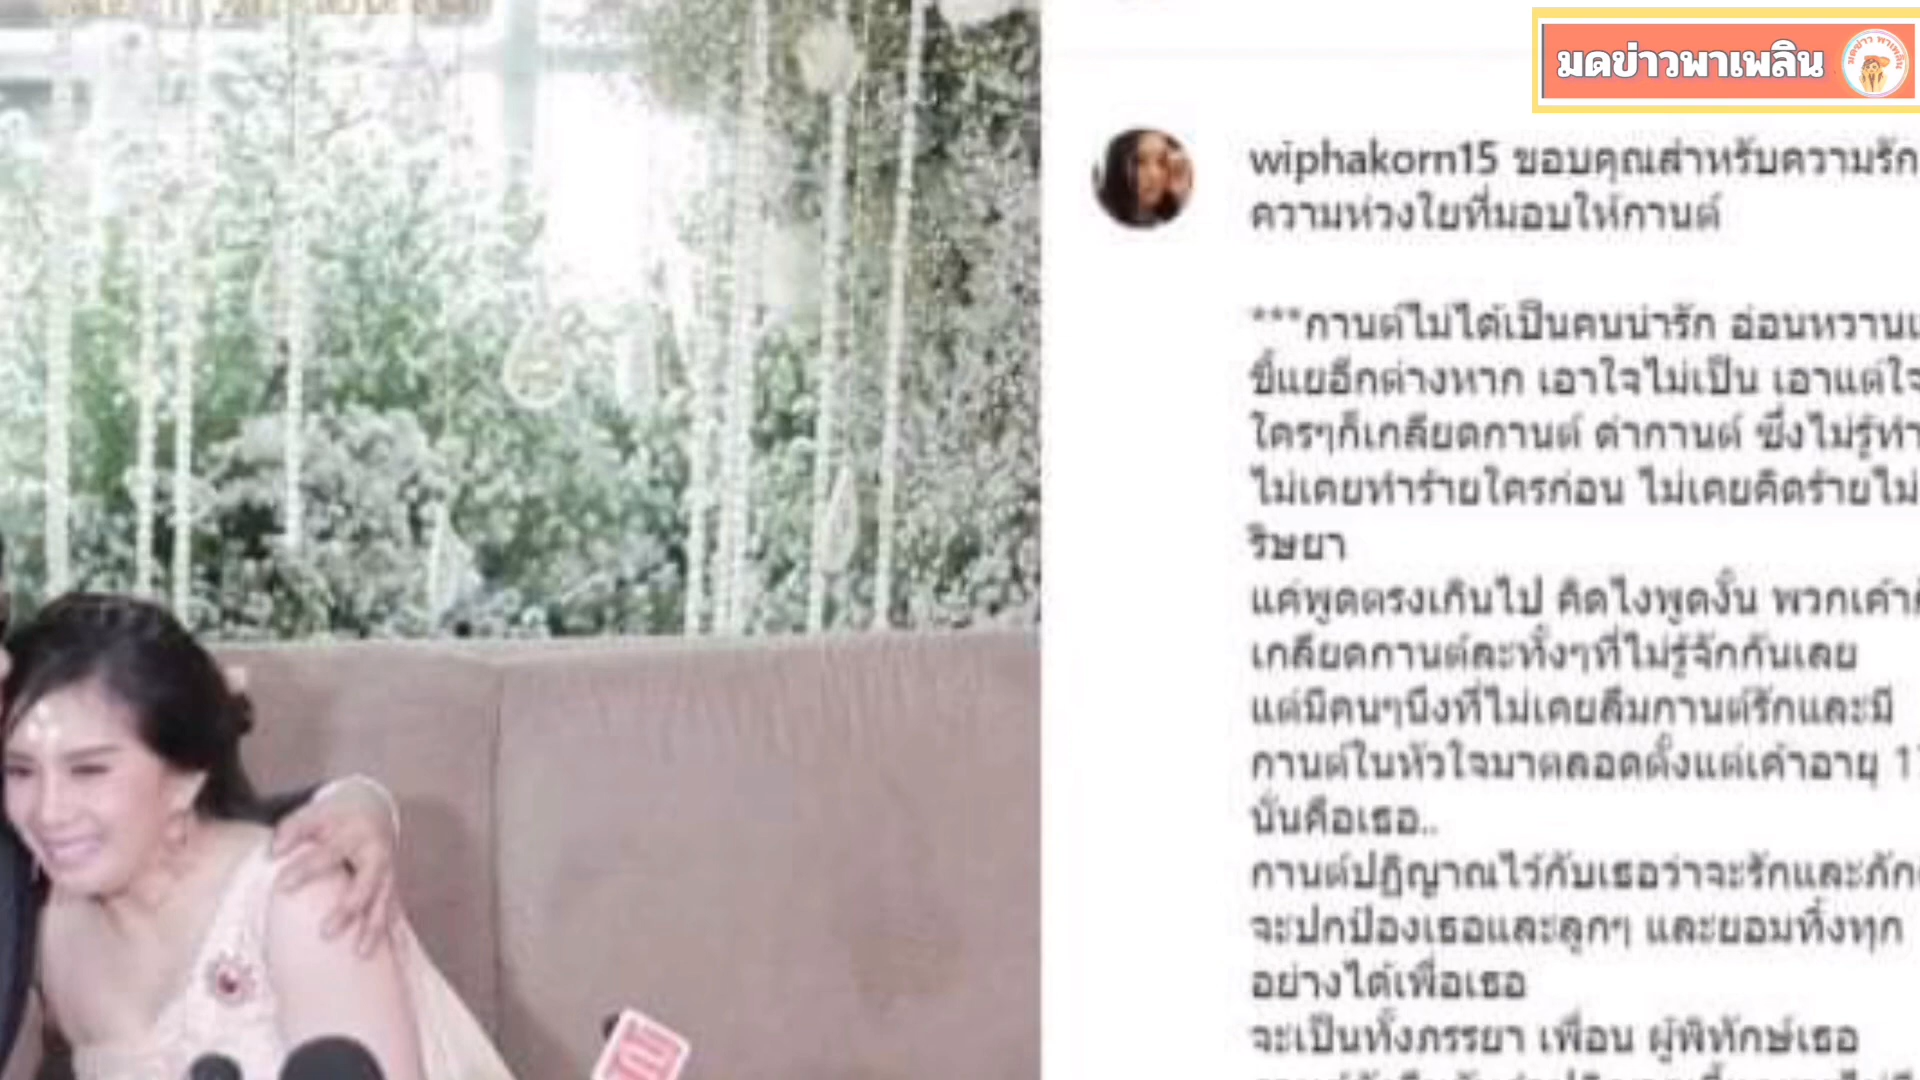 มดข่าวพาเพลิน
wiphakorn15 ขอบคุณสำหรับความรัก
ความห่วงใยที่มอบให้กานต์
***กานต์ไม่ได้เป็นคนน่ารัก อ่อนหวาน
ขี้แยอีกต่างหาก เอาใจไม่เป็น เอาแต่ใจ
ใครๆก็เกลียดกานต์ ด่ากานต์ ซึ่งไม่รู้ทำ
ไม่เคยทำร้ายใครก่อน ไม่เคยคิดร้ายไม่
ริษยา
แค่พูดตรงเกินไป คิดไงพูดงั้น พวกเค้า
เกลียดกานต์ละทั้งๆที่ไม่รู้จักกันเลย
แต่มีคนๆนึงที่ไม่เคยลืมกานต์รักและมี
กานต์ในหัวใจมาตลอดตั้งแต่เค้าอายุ 1
นั่นคือเธอ..
กานต์ปฏิญาณไว้กับเธอว่าจะรักและภัก
จะปกป้องเธอและลูกๆ และยอมทิ้งทุก
อย่างได้เพื่อเธอ
จะเป็นทั้งภรรยา เพื่อน ผู้พิทักษ์เธอ